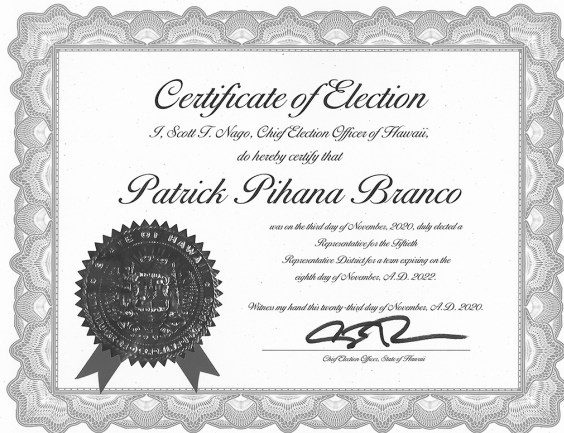 Certificate of Election
I, Scott T. Nago, Chief Election Officer of Hawaii,
do hereby certify that
Patrick Pihana Branco
was on the third day of November, 2020, duly elected a
Representative for the Fiftieth
Representative District for a term expiring on the
eighth day of November, A.D. 2022.
Witness my hand this twenty-third day of November, A.D. 2020.
Chief Election Officer, State of Hawaii
STATE OF HAWAII